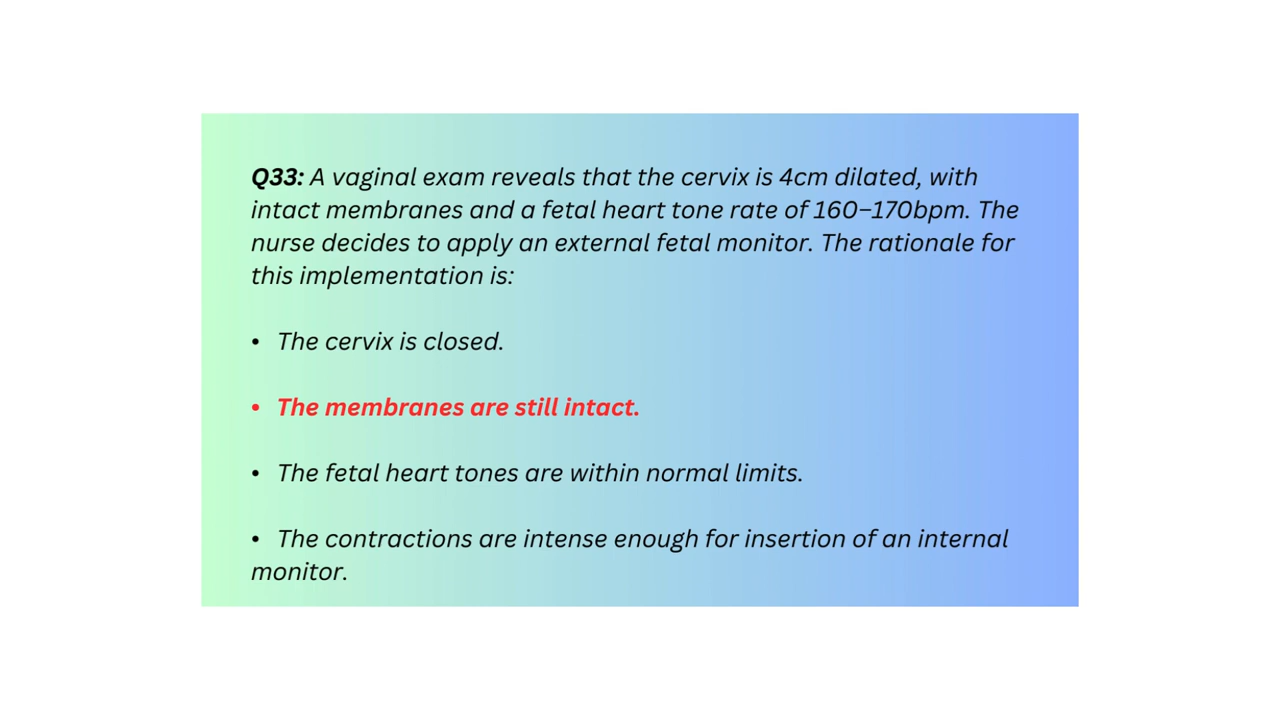 Q33: A vaginal exam reveals that the cervix is 4cm dilated, with
intact membranes and a fetal heart tone rate of 160–170bpm. The
nurse decides to apply an external fetal monitor. The rationale for
this implementation is:
• The cervix is closed.
• The membranes are still intact.
• The fetal heart tones are within normal limits.
• The contractions are intense enough for insertion of an internal
monitor.